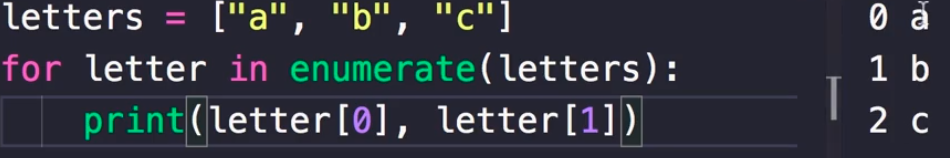 letters = ["a", "b", "c"]
for letter in enumerate(letters):
    print(letter[0], letter[1])
0 a
1 b
2 c